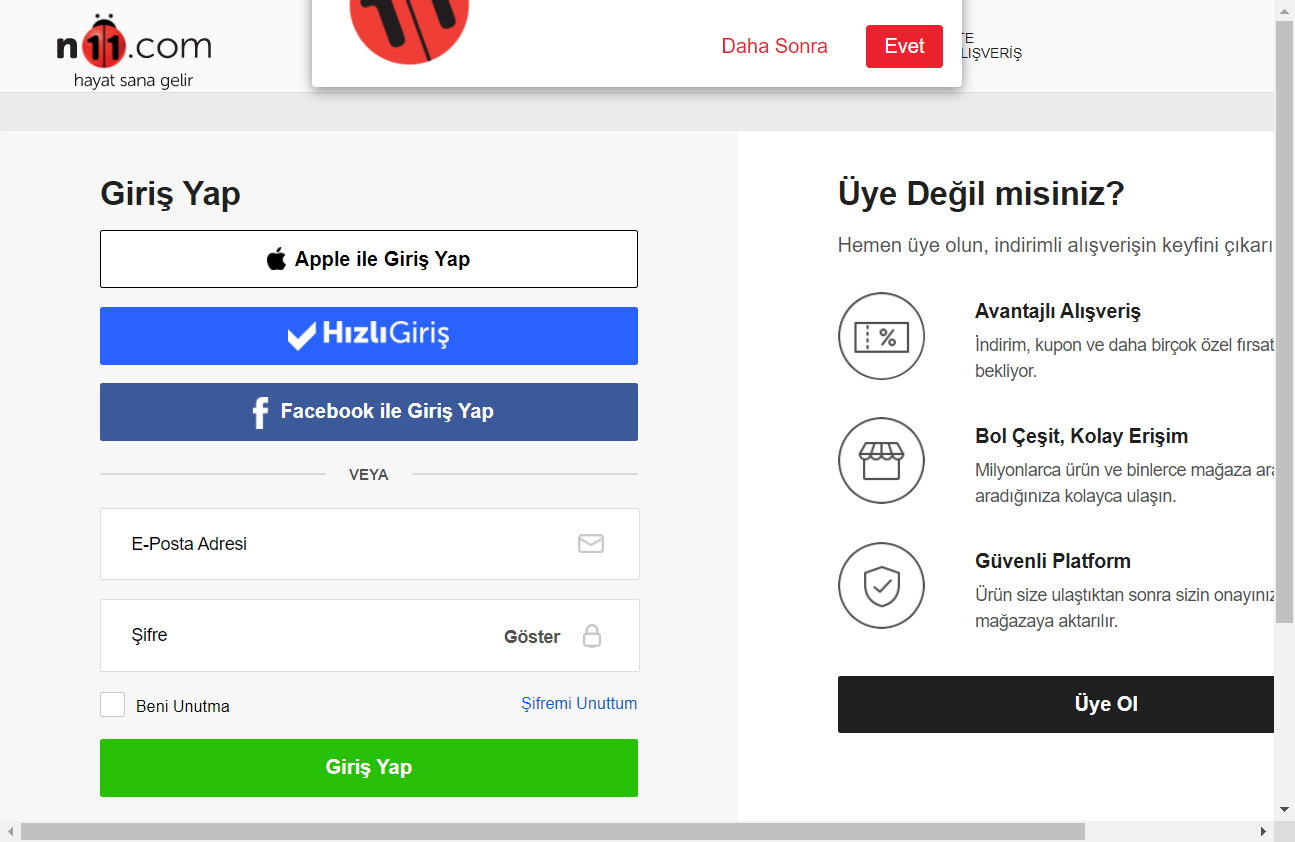 n11.com
hayat sana gelir
Daha Sonra
Evet
LIŞVERİŞ
Giriş Yap
Apple ile Giriş Yap
HızlıGiriş
Facebook ile Giriş Yap
VEYA
E-Posta Adresi
Şifre
Göster
Beni Unutma
Şifremi Unuttum
Giriş Yap
Üye Değil misiniz?
Hemen üye olun, indirimli alışverişin keyfini çıkarı
Avantajlı Alışveriş
İndirim, kupon ve daha birçok özel fırsat
bekliyor.
Bol Çeşit, Kolay Erişim
Milyonlarca ürün ve binlerce mağaza ara
aradığınıza kolayca ulaşın.
Güvenli Platform
Ürün size ulaştıktan sonra sizin onayınız
mağazaya aktarılır.
Üye Ol